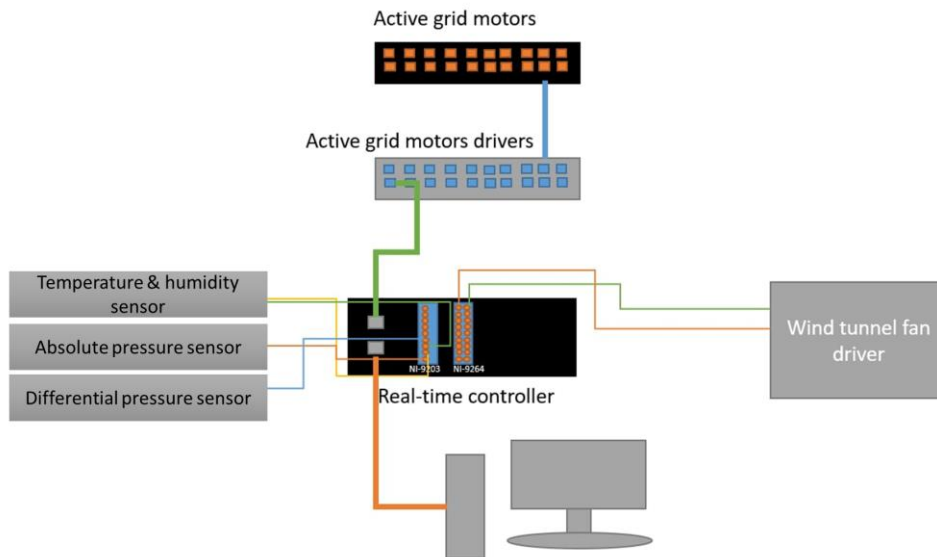 Active grid motors
Active grid motors drivers
Temperature & humidity
sensor
Absolute pressure sensor
Differential pressure sensor
NI-9203
NI-9264
Real-time controller
Wind tunnel fan
driver